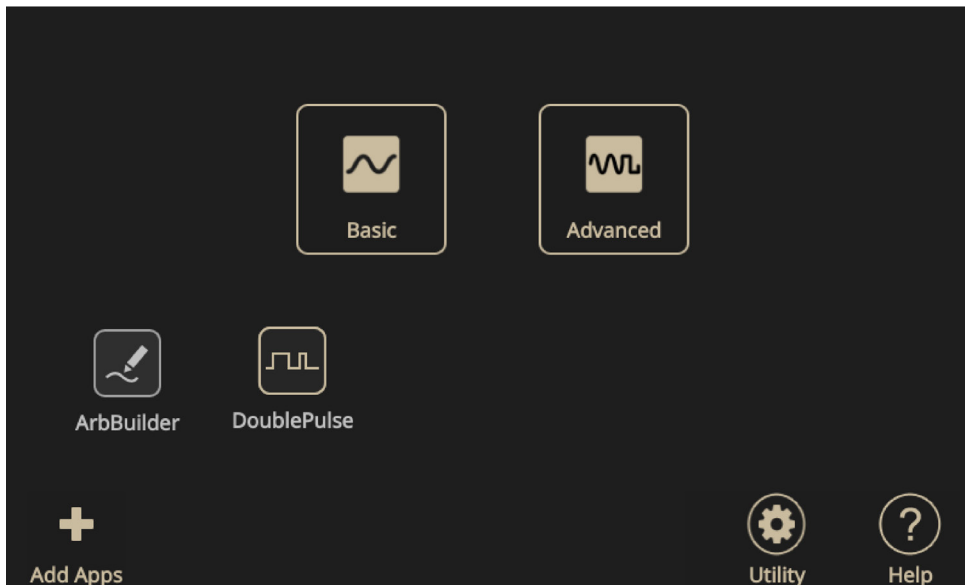 Basic
Advanced
ArbBuilder
DoublePulse
Add Apps
Utility
Help